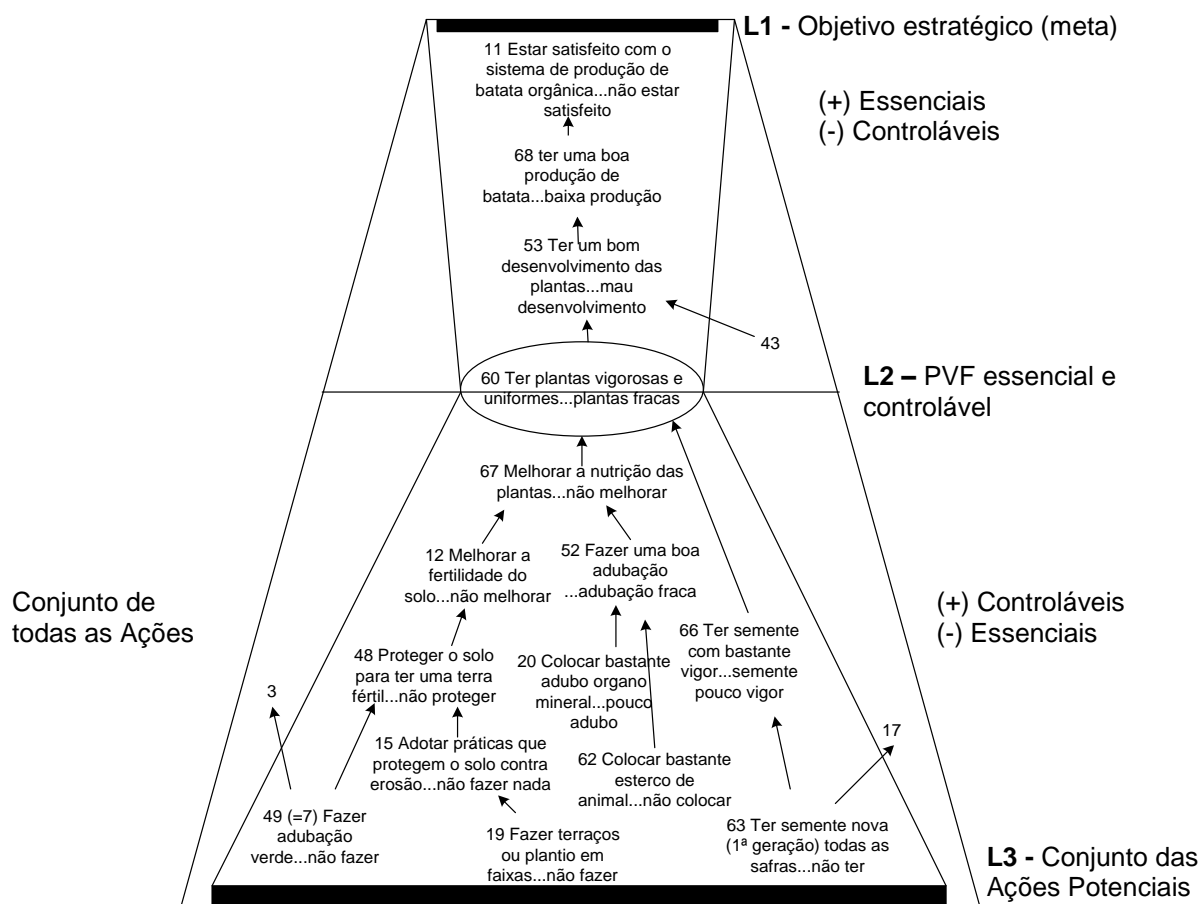 L1 - Objetivo estratégico (meta)
11 Estar satisfeito com o
sistema de produção de
batata orgânica...não estar
satisfeito
(+) Essenciais
(-) Controláveis
68 ter uma boa
produção de
batata...baixa produção
53 Ter um bom
desenvolvimento das
plantas...mau
desenvolvimento
43
L2 – PVF essencial e
controlável
60 Ter plantas vigorosas e
uniformes...plantas fracas
67 Melhorar a nutrição das
plantas...não melhorar
12 Melhorar a
fertilidade do
solo...não melhorar
52 Fazer uma boa
adubação
...adubação fraca
Conjunto de
todas as Ações
(+) Controláveis
(-) Essenciais
48 Proteger o solo
para ter uma terra
fértil...não proteger
20 Colocar bastante
adubo organo
mineral...pouco
adubo
66 Ter semente
com bastante
vigor...semente
pouco vigor
3
17
15 Adotar práticas que
protegem o solo contra
erosão...não fazer nada
62 Colocar bastante
esterco de
animal...não colocar
49 (=7) Fazer
adubação
verde...não fazer
19 Fazer terraços
ou plantio em
faixas...não fazer
63 Ter semente nova
(1ª geração) todas as
safras...não ter
L3 - Conjunto das
Ações Potenciais